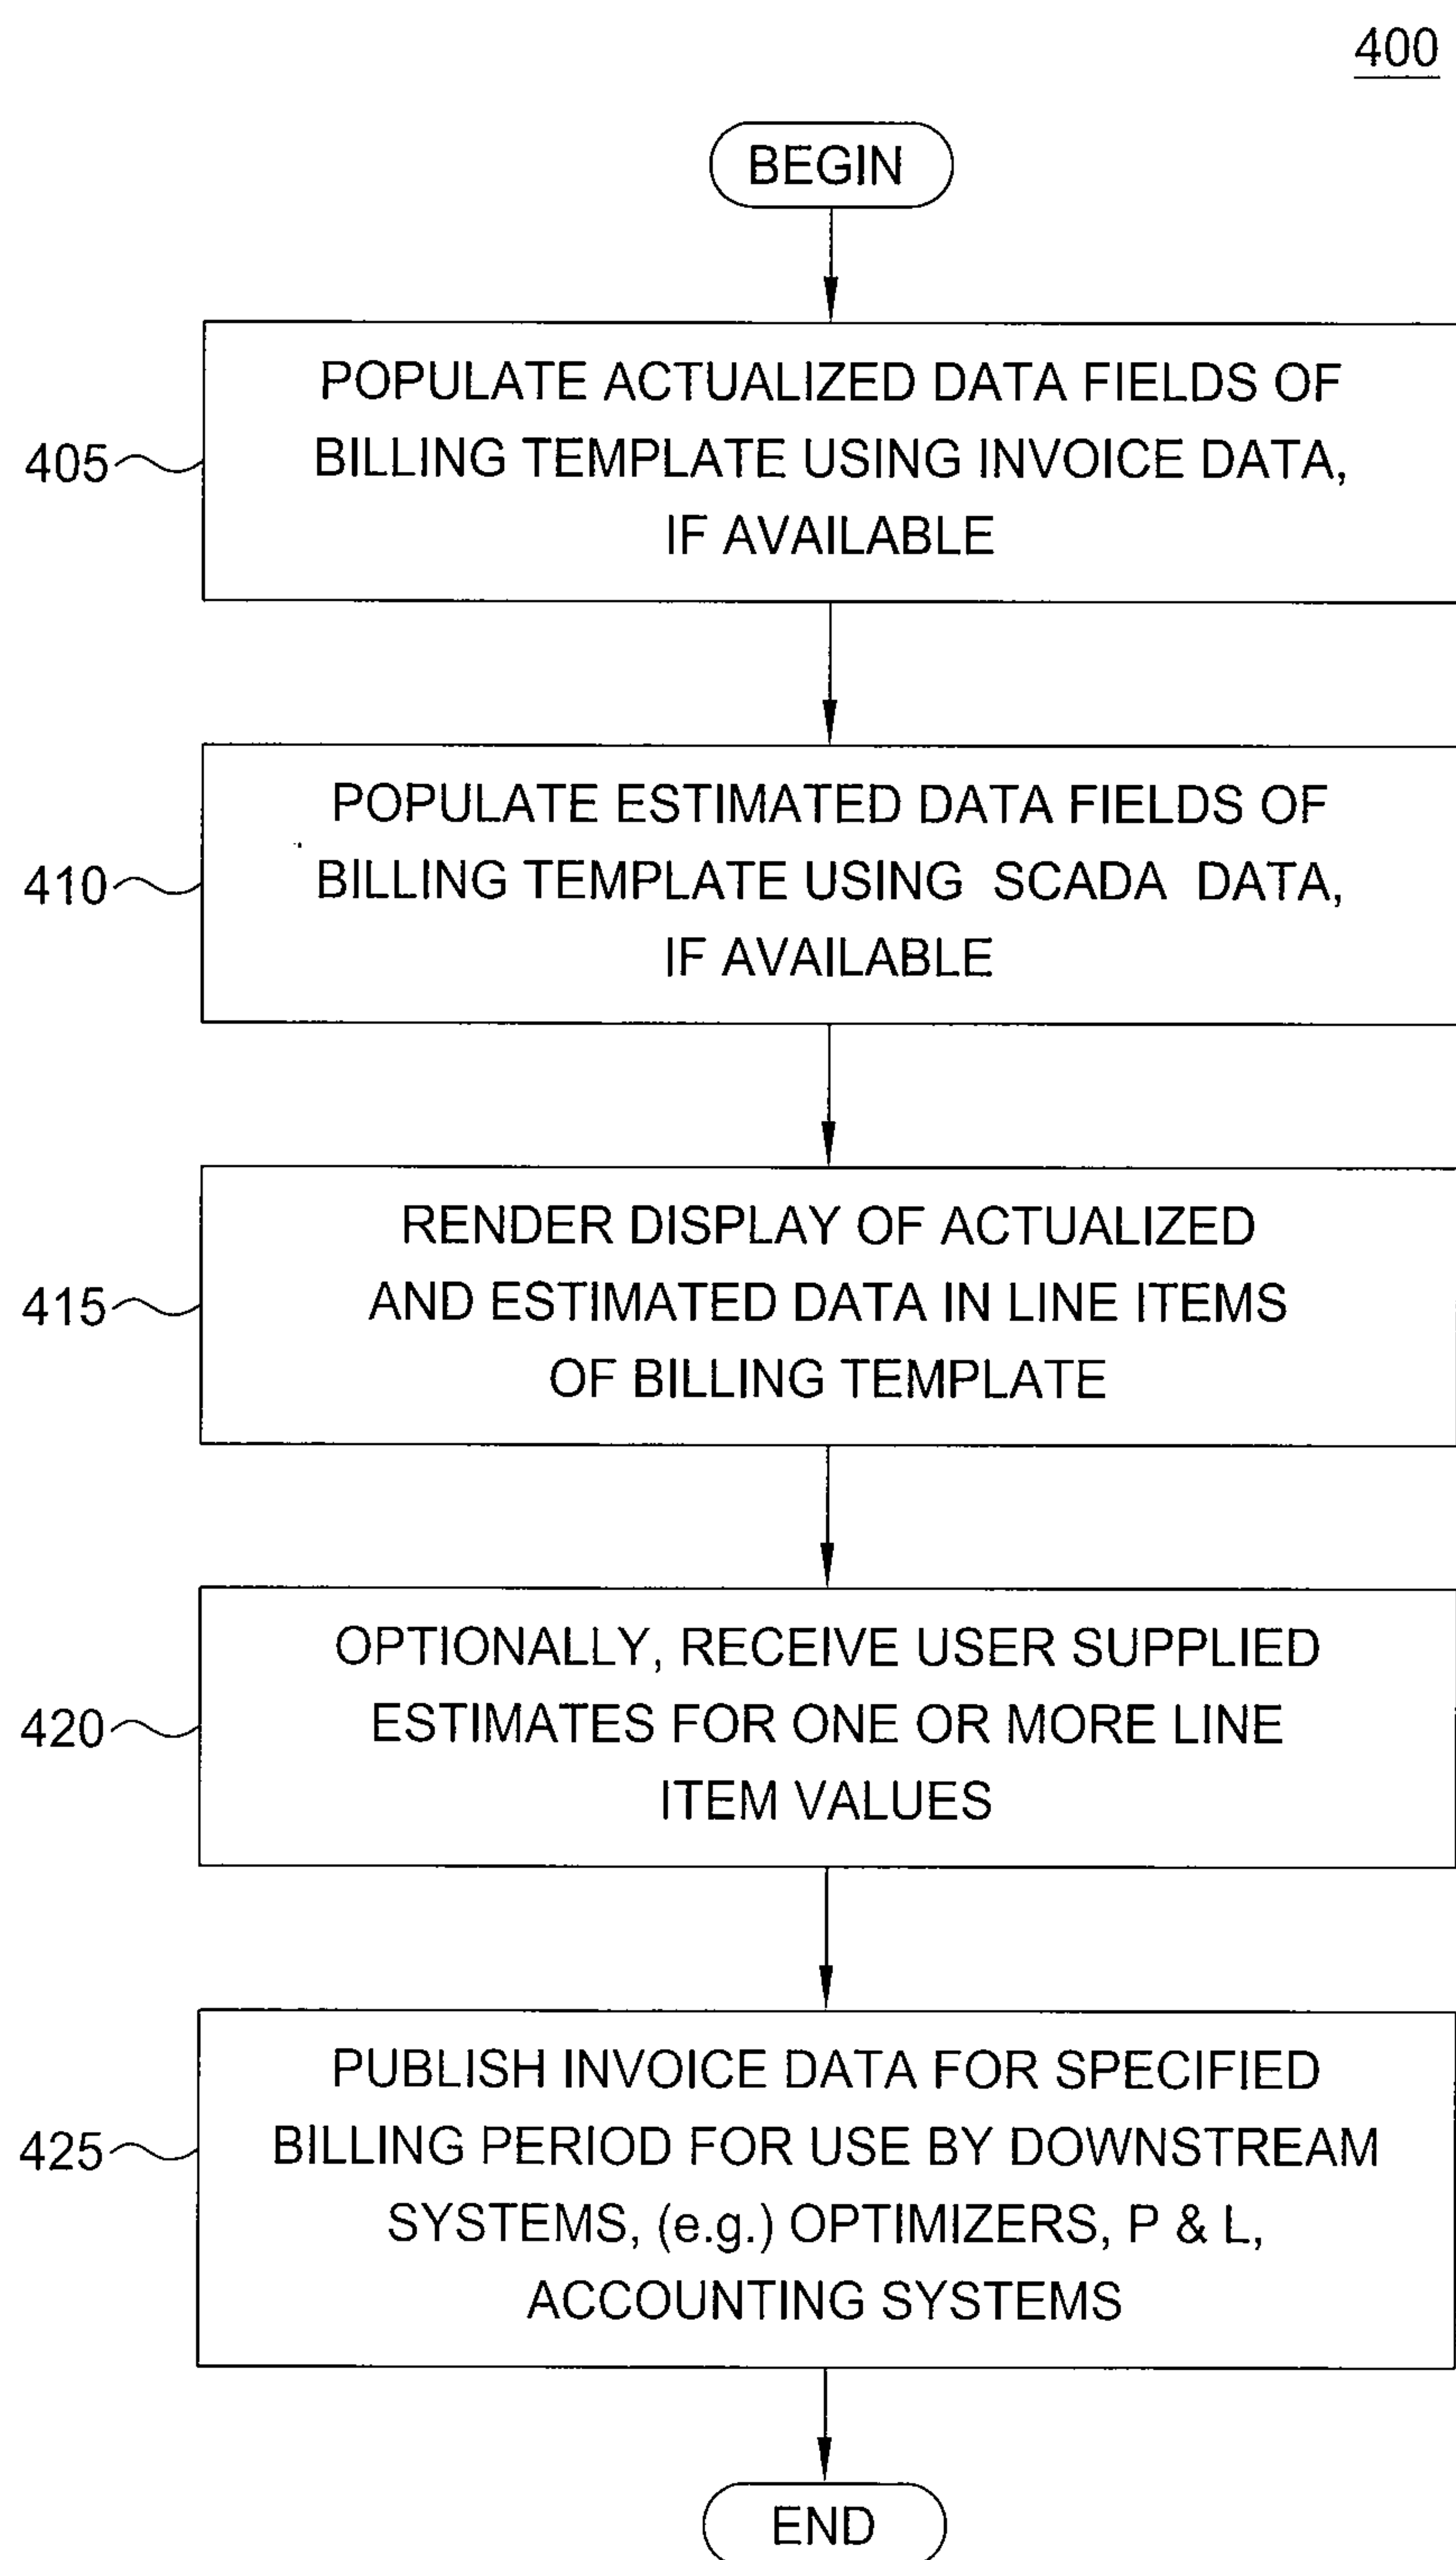 400
BEGIN
POPULATE ACTUALIZED DATA FIELDS OF
BILLING TEMPLATE USING INVOICE DATA,
IF AVAILABLE
405
POPULATE ESTIMATED DATA FIELDS OF
BILLING TEMPLATE USING SCADA DATA,
IF AVAILABLE
410
RENDER DISPLAY OF ACTUALIZED
AND ESTIMATED DATA IN LINE ITEMS
OF BILLING TEMPLATE
415
OPTIONALLY, RECEIVE USER SUPPLIED
ESTIMATES FOR ONE OR MORE LINE
ITEM VALUES
420
PUBLISH INVOICE DATA FOR SPECIFIED
BILLING PERIOD FOR USE BY DOWNSTREAM
SYSTEMS, (e.g.) OPTIMIZERS, P & L,
ACCOUNTING SYSTEMS
425
END